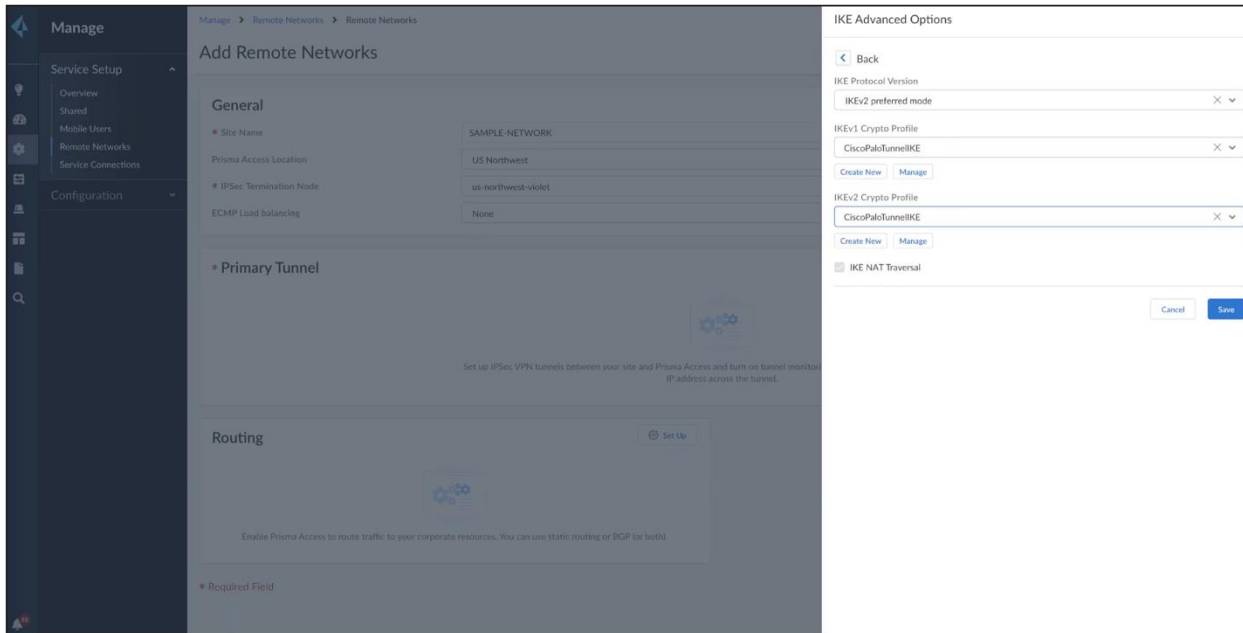 Manage
Service Setup
Overview
Shared
Mobile Users
Remote Networks
Service Connections
Configuration
Manage > Remote Networks > Remote Networks
Add Remote Networks
General
* Site Name
SAMPLE-NETWORK
Prisma Access Location
US Northwest
* IPSec Termination Node
us-northwest-violet
ECMP Load balancing
None
* Primary Tunnel
Set up IPSec VPN tunnels between your site and Prisma Access and turn on tunnel monitori
IP address across the tunnel.
Routing
Set Up
Enable Prisma Access to route traffic to your corporate resources. You can use static routing or BGP (or both).
* Required Field
IKE Advanced Options
Back
IKE Protocol Version
IKEv2 preferred mode
IKEv1 Crypto Profile
CiscoPaloTunnelIKE
Create New Manage
IKEv2 Crypto Profile
CiscoPaloTunnelIKE
Create New Manage
IKE NAT Traversal
Cancel Save